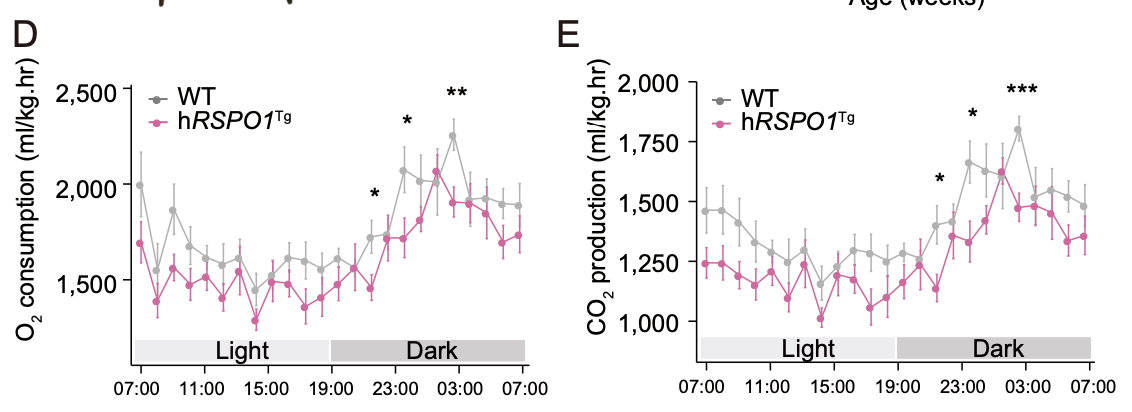 Age (weeks)
D
O2 consumption (ml/kg.hr)
2,500
2,000
1,500
WT
hRSPO1Tg
*
*
**
Light
Dark
07:00 11:00 15:00 19:00 23:00 03:00 07:00
E
CO2 production (ml/kg.hr)
2,000
1,750
1,500
1,250
1,000
WT
hRSPO1Tg
*
*
***
Light
Dark
07:00 11:00 15:00 19:00 23:00 03:00 07:00